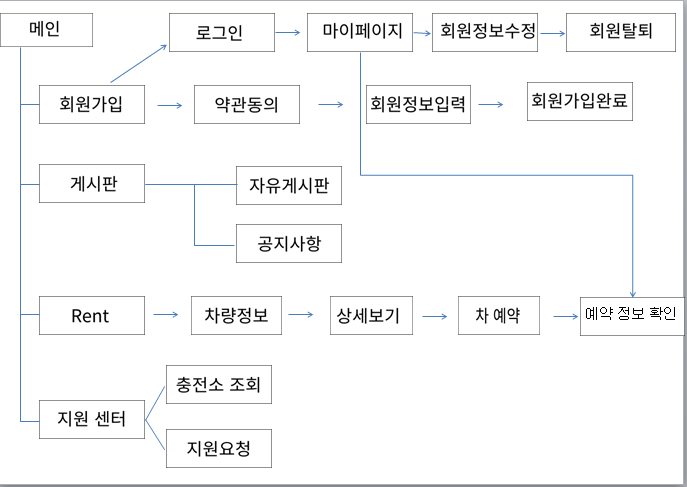 메인
로그인
마이페이지
회원정보수정
회원탈퇴
회원가입
약관동의
회원정보입력
회원가입완료
게시판
자유게시판
공지사항
Rent
차량정보
상세보기
차 예약
예약 정보 확인
충전소 조회
지원 센터
지원요청